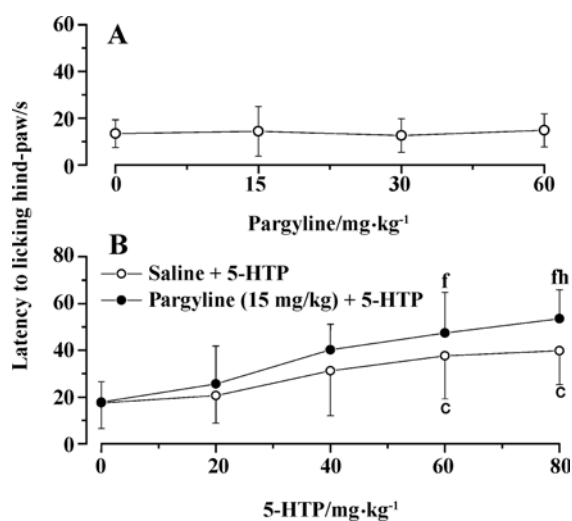 A
60
40
20
0
0 15 30 60
Pargyline/mg·kg⁻¹
Latency to licking hind-paw/s
B
80
60
40
20
0
Saline + 5-HTP
Pargyline (15 mg/kg) + 5-HTP
f fh
c c
0 20 40 60 80
5-HTP/mg·kg⁻¹